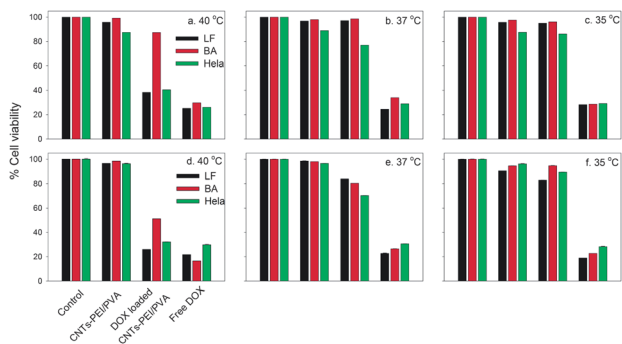 % Cell viability
100
80
60
40
20
0
a. 40 °C
LF
BA
Hela
b. 37 °C
c. 35 °C
100
80
60
40
20
0
d. 40 °C
LF
BA
Hela
e. 37 °C
f. 35 °C
Control
CNTs-PEI/PVA
DOX loaded
CNTs-PEI/PVA
Free DOX